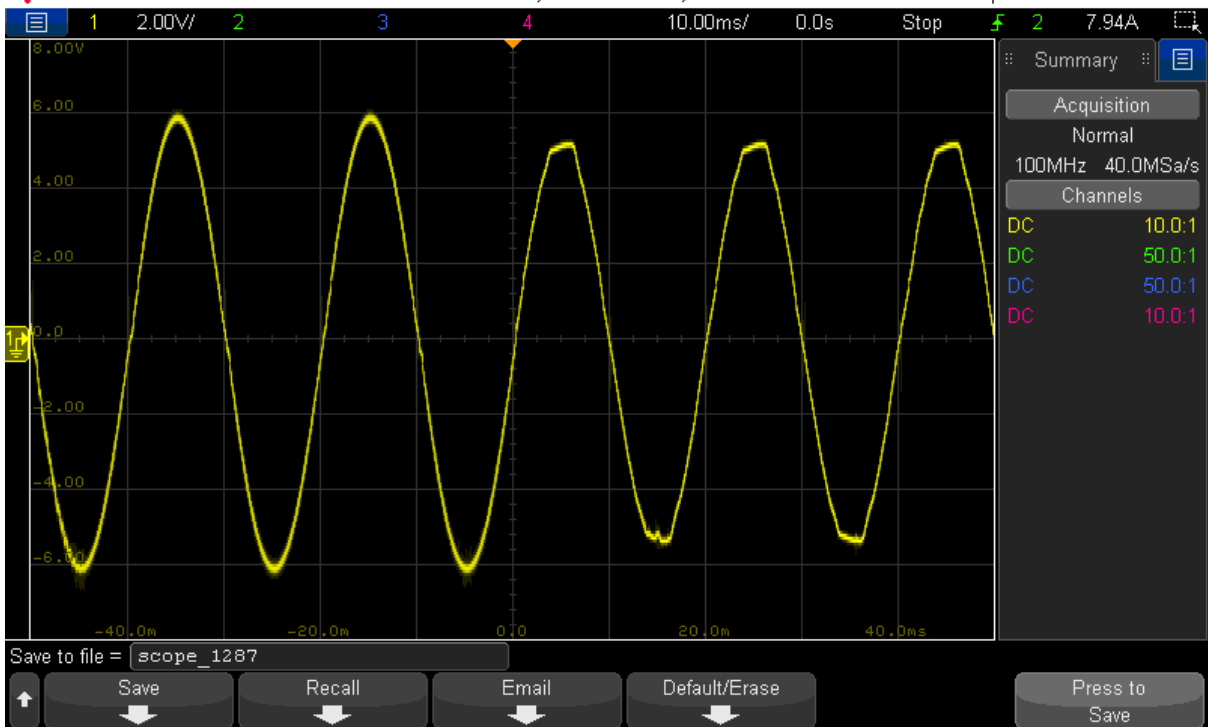 1 2.00V/ 2 3 4 10.00ms/ 0.0s Stop 2 7.94A
8.00V
6.00
4.00
2.00
0.0
-2.00
-4.00
-6.00
-40.0m -20.0m 0.0 20.0m 40.0ms
Summary
Acquisition
Normal
100MHz 40.0MSa/s
Channels
DC 10.0:1
DC 50.0:1
DC 50.0:1
DC 10.0:1
1
Save to file = scope_1287
Save Recall Email Default/Erase Press to
Save